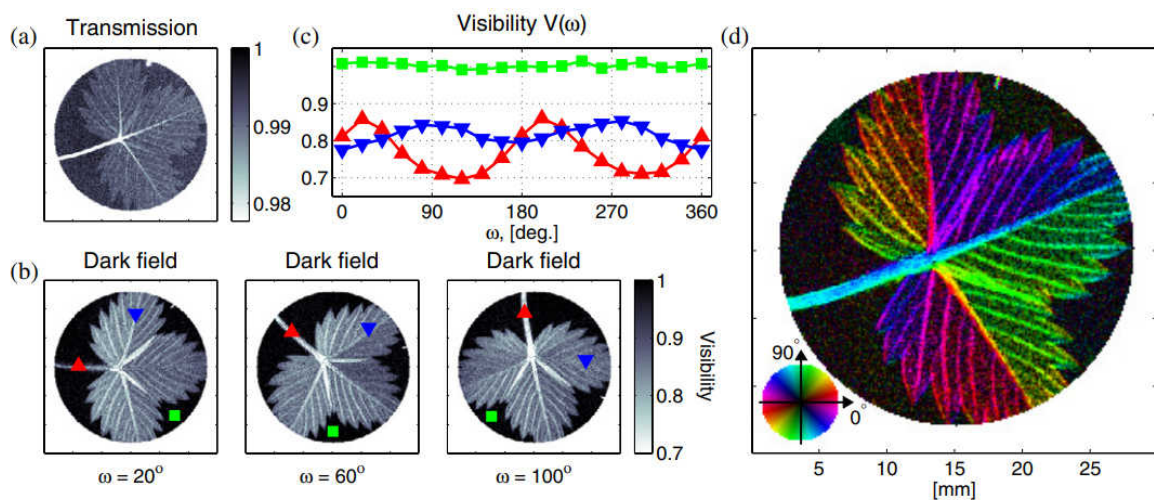 (a)
Transmission
1
0.99
0.98
(c)
Visibility V(ω)
0.9
0.8
0.7
0
90
180
270
360
ω, [deg.]
(b)
Dark field
Dark field
Dark field
ω = 20°
ω = 60°
ω = 100°
1
0.9
0.8
0.7
Visibility
(d)
90°
0°
5
10
15
20
25
[mm]